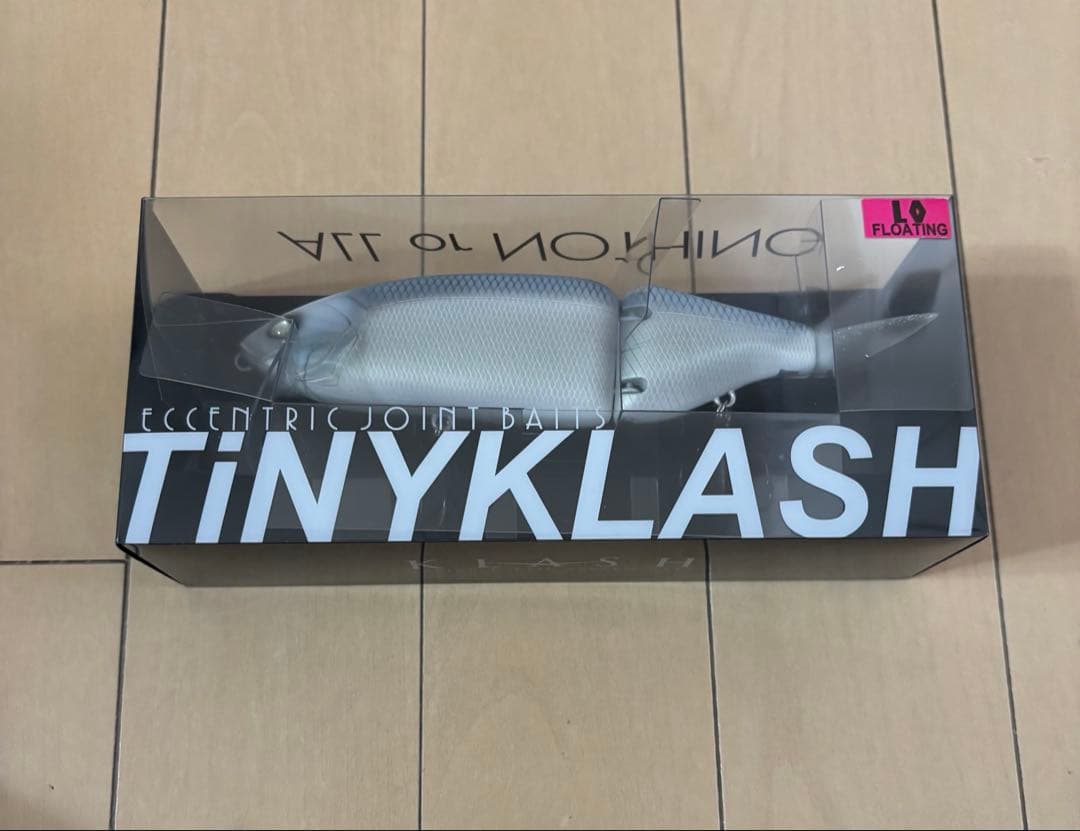 LO
FLOATING
ALL or NOTHING
ECCENTRIC JOINT BAITS
TiNYKLASH
KLASH